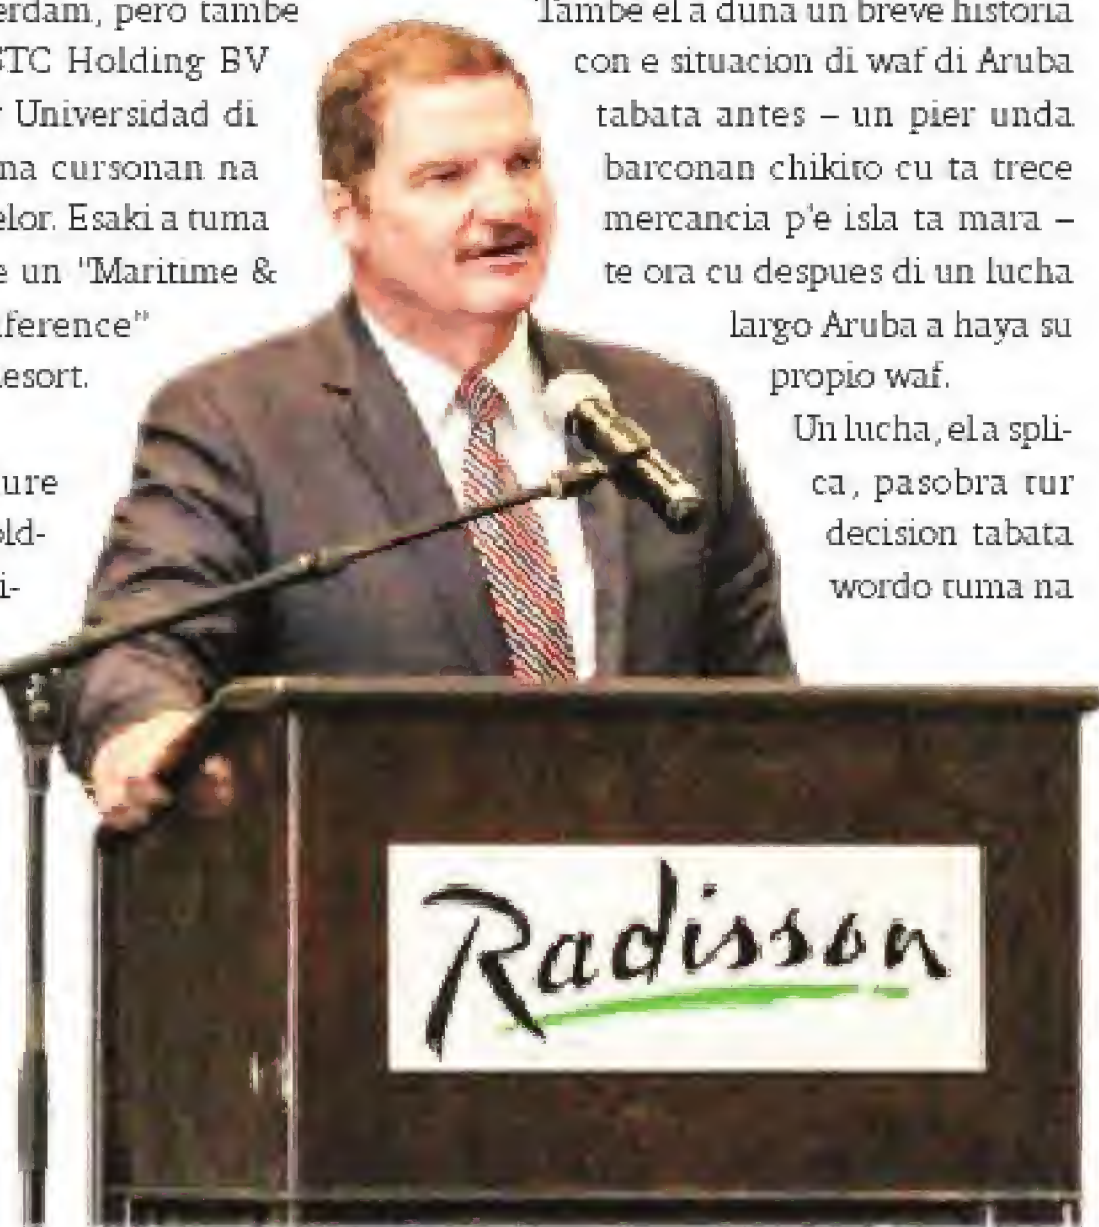 erdam, pero tambe
STC Holding BV
Universidad di
na cursonan na
elor. Esaki a tuma
e un "Maritime &
ference"
esort.
ure
old-
i-
Tambe el a duna un breve historia
con e situacion di waf di Aruba
tabata antes – un pier unda
barconan chikito cu ta trece
mercancia p'e isla ta mara –
te ora cu despues di un lucha
largo Aruba a haya su
propio waf.
Un lucha, el a spli-
ca, pasobra tur
decision tabata
wordo tuma na
Radisson